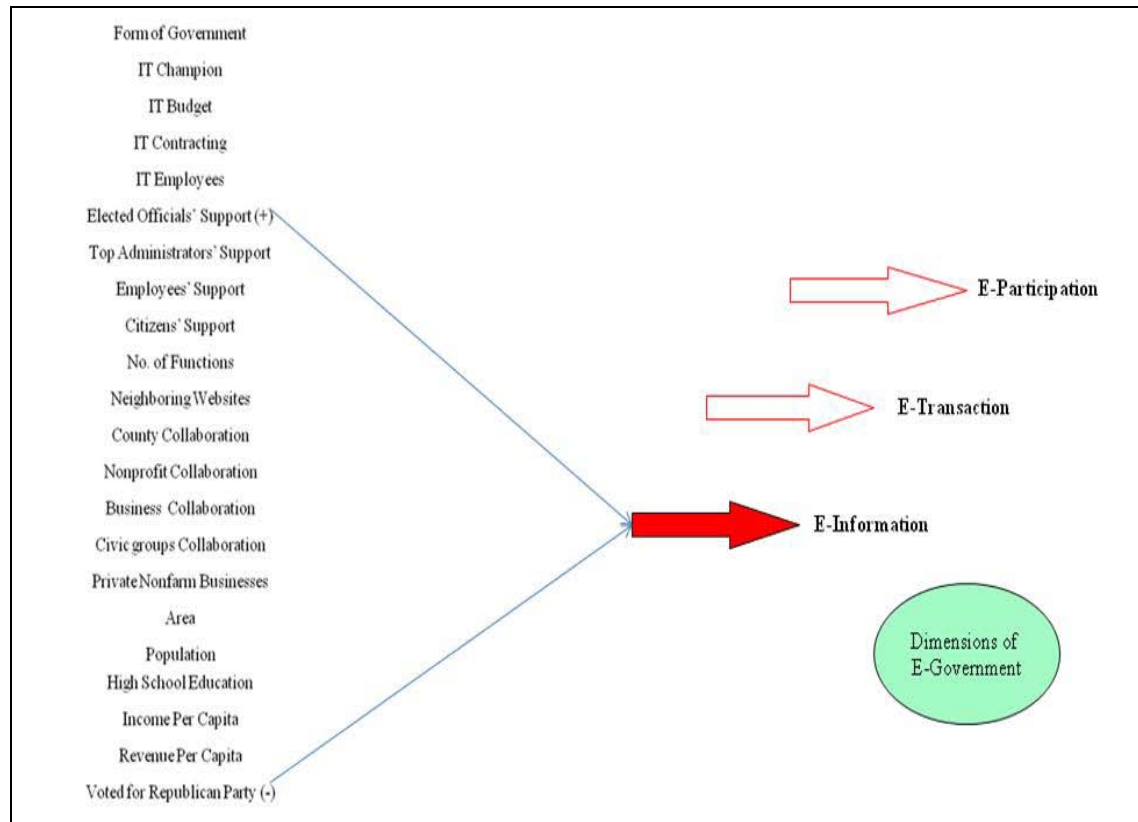 Form of Government
IT Champion
IT Budget
IT Contracting
IT Employees
Elected Officials' Support (+)
Top Administrators' Support
Employees' Support
Citizens' Support
No. of Functions
Neighboring Websites
County Collaboration
Nonprofit Collaboration
Business Collaboration
Civic groups Collaboration
Private Nonfarm Businesses
Area
Population
High School Education
Income Per Capita
Revenue Per Capita
Voted for Republican Party (-)
E-Participation
E-Transaction
E-Information
Dimensions of
E-Government